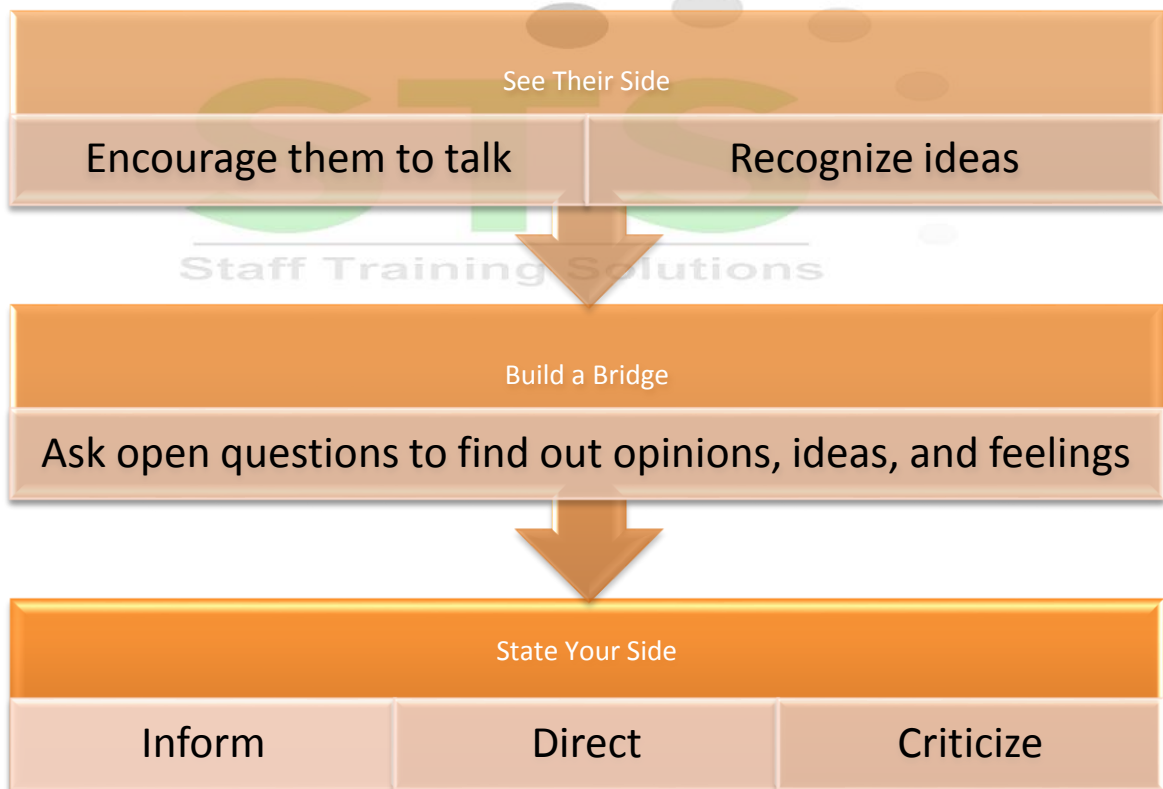 See Their Side
Encourage them to talk
Recognize ideas
STS
Staff Training Solutions
Build a Bridge
Ask open questions to find out opinions, ideas, and feelings
State Your Side
Inform
Direct
Criticize